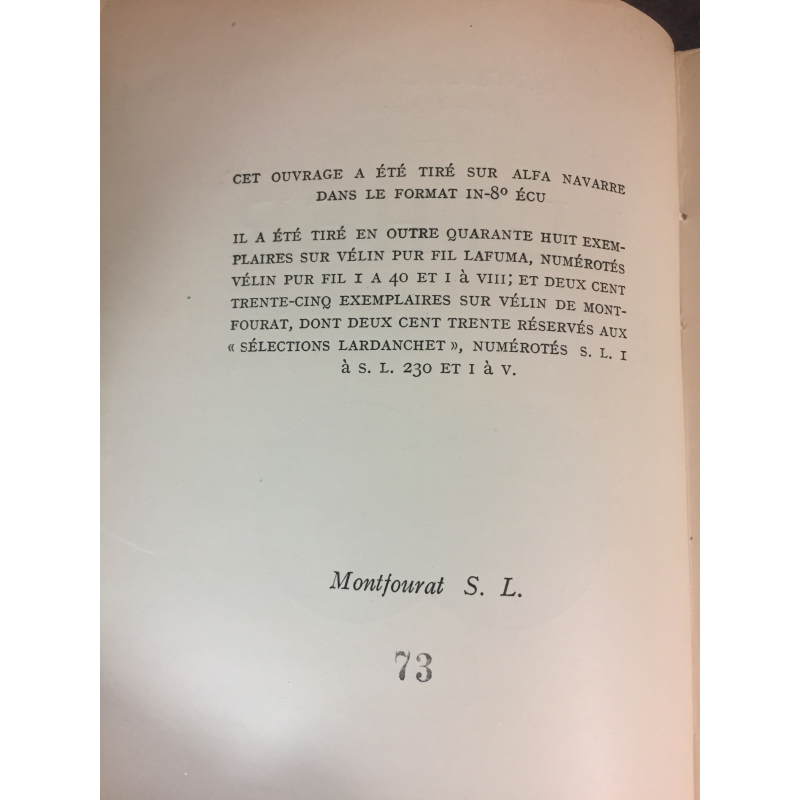 CET OUVRAGE A ÉTÉ TIRÉ SUR ALFA NAVARRE
DANS LE FORMAT IN-8º ÉCU
IL A ÉTÉ TIRÉ EN OUTRE QUARANTE HUIT EXEM-
PLAIRES SUR VÉLIN PUR FIL LAFUMA, NUMÉROTÉS
VÉLIN PUR FIL I A 40 ET I à VIII; ET DEUX CENT
TRENTE-CINQ EXEMPLAIRES SUR VÉLIN DE MONT-
FOURAT, DONT DEUX CENT TRENTE RÉSERVÉS AUX
« SÉLECTIONS LARDANCHET », NUMÉROTÉS S. L. I
à S. L. 230 ET I à V.
Montfourat S. L.
73